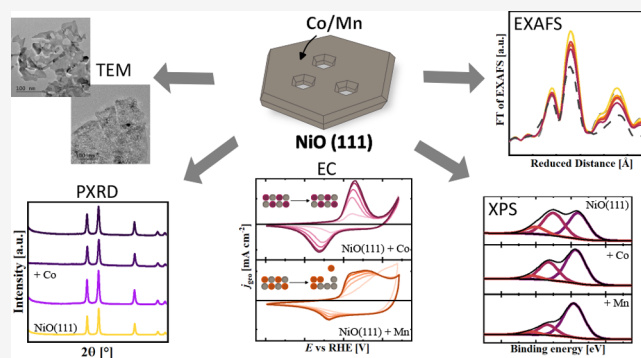 Co/Mn
NiO (111)
TEM
100 nm
EXAFS
FT of EXAFS [a.u.]
Reduced Distance [Å]
PXRD
Intensity [a.u.]
+ Co
NiO(111)
2θ [°]
EC
NiO(111) + Co
NiO(111) + Mn
jgeo [mA cm-2]
E vs RHE [V]
XPS
NiO(111)
+ Co
+ Mn
Binding energy [eV]